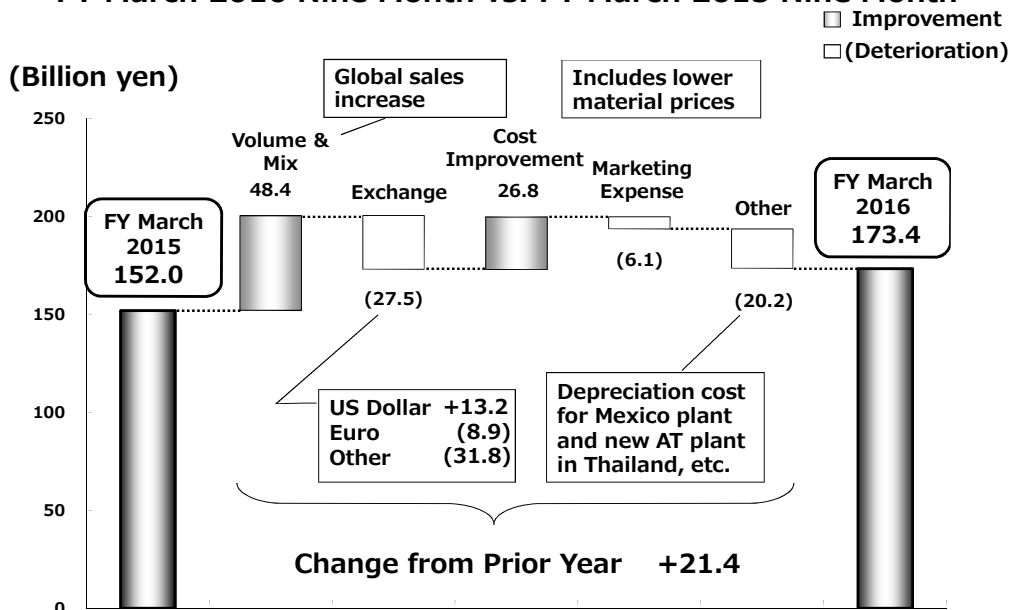 Improvement
(Deterioration)
(Billion yen)
Global sales
increase
Includes lower
material prices
250
200
150
100
50
0
FY March
2015
152.0
Volume &
Mix
48.4
Exchange
(27.5)
Cost
Improvement
26.8
Marketing
Expense
(6.1)
Other
(20.2)
FY March
2016
173.4
US Dollar +13.2
Euro (8.9)
Other (31.8)
Depreciation cost
for Mexico plant
and new AT plant
in Thailand, etc.
Change from Prior Year +21.4